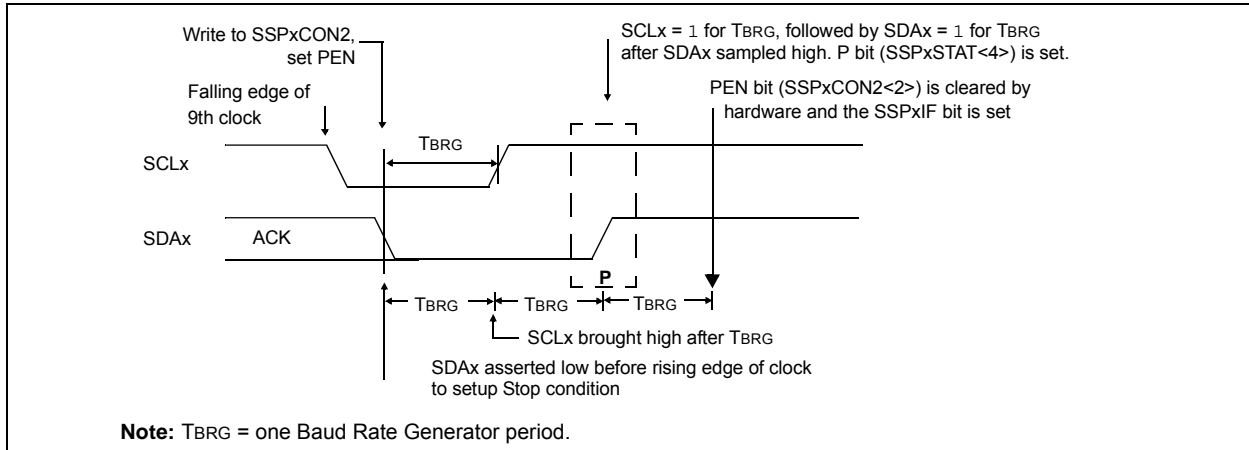 Write to SSPxCON2,
set PEN
SCLx = 1 for TBRG, followed by SDAx = 1 for TBRG
after SDAx sampled high. P bit (SSPxSTAT<4>) is set.
Falling edge of
9th clock
PEN bit (SSPxCON2<2>) is cleared by
hardware and the SSPxIF bit is set
TBRG
SCLx
SDAx
ACK
P
TBRG
TBRG
TBRG
SCLx brought high after TBRG
SDAx asserted low before rising edge of clock
to setup Stop condition
Note: TBRG = one Baud Rate Generator period.